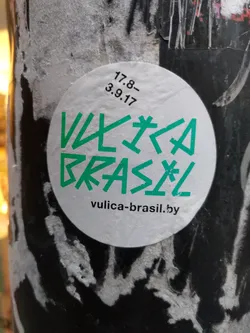 17.8–
3.9.17
VULICA
BRASIL
vulica-brasil.by